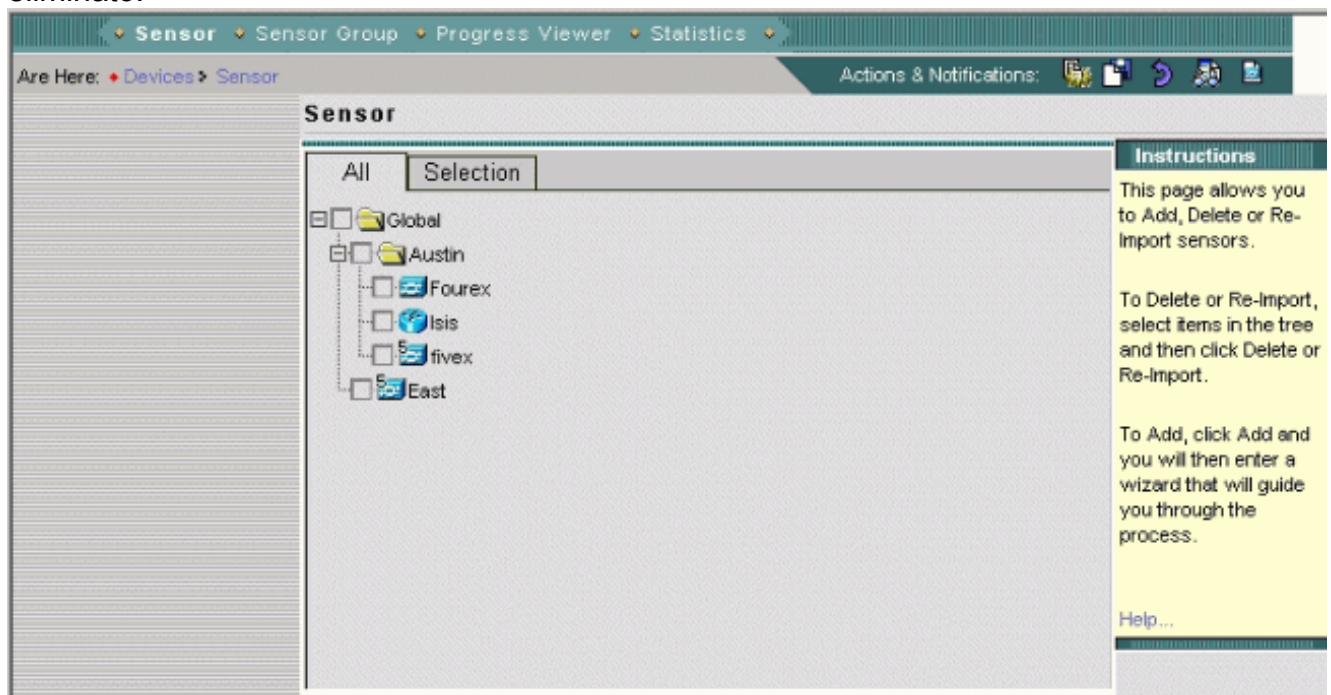 Sensor Sensor Group Progress Viewer Statistics
Are Here: Devices > Sensor
Actions & Notifications:
Sensor
All
Selection
Global
Austin
Fourex
Isis
5 fivex
5 East
Instructions
This page allows you
to Add, Delete or Re-
Import sensors.
To Delete or Re-Import,
select items in the tree
and then click Delete or
Re-Import.
To Add, click Add and
you will then enter a
wizard that will guide
you through the
process.
Help...